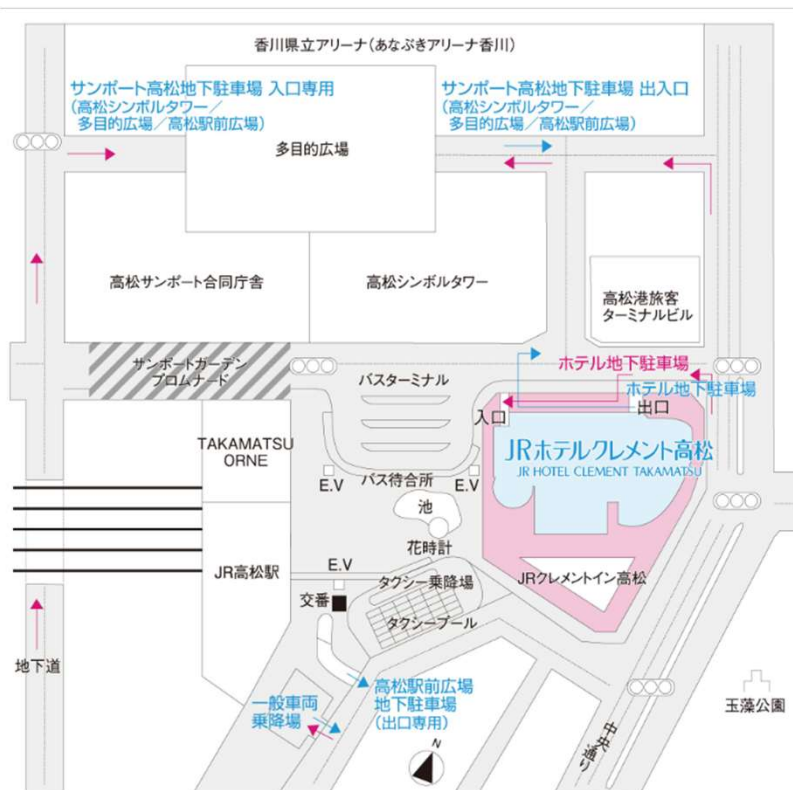 香川県立アリーナ(あなぶきアリーナ香川)
サンポート高松地下駐車場 入口専用
(高松シンボルタワー/
多目的広場/高松駅前広場)
サンポート高松地下駐車場 出入口
(高松シンボルタワー/
多目的広場/高松駅前広場)
多目的広場
高松サンポート合同庁舎
高松シンボルタワー
高松港旅客
ターミナルビル
サンポートガーデン
プロムナード
バスターミナル
ホテル地下駐車場
ホテル地下駐車場
入口
出口
TAKAMATSU
ORNE
JRホテルクレメント高松
JR HOTEL CLEMENT TAKAMATSU
E.V
バス待合所
E.V
池
花時計
JR高松駅
E.V
タクシー乗降場
JRクレメントイン高松
交番
タクシープール
地下道
一般車両
乗降場
高松駅前広場
地下駐車場
(出口専用)
中央通り
玉藻公園
N